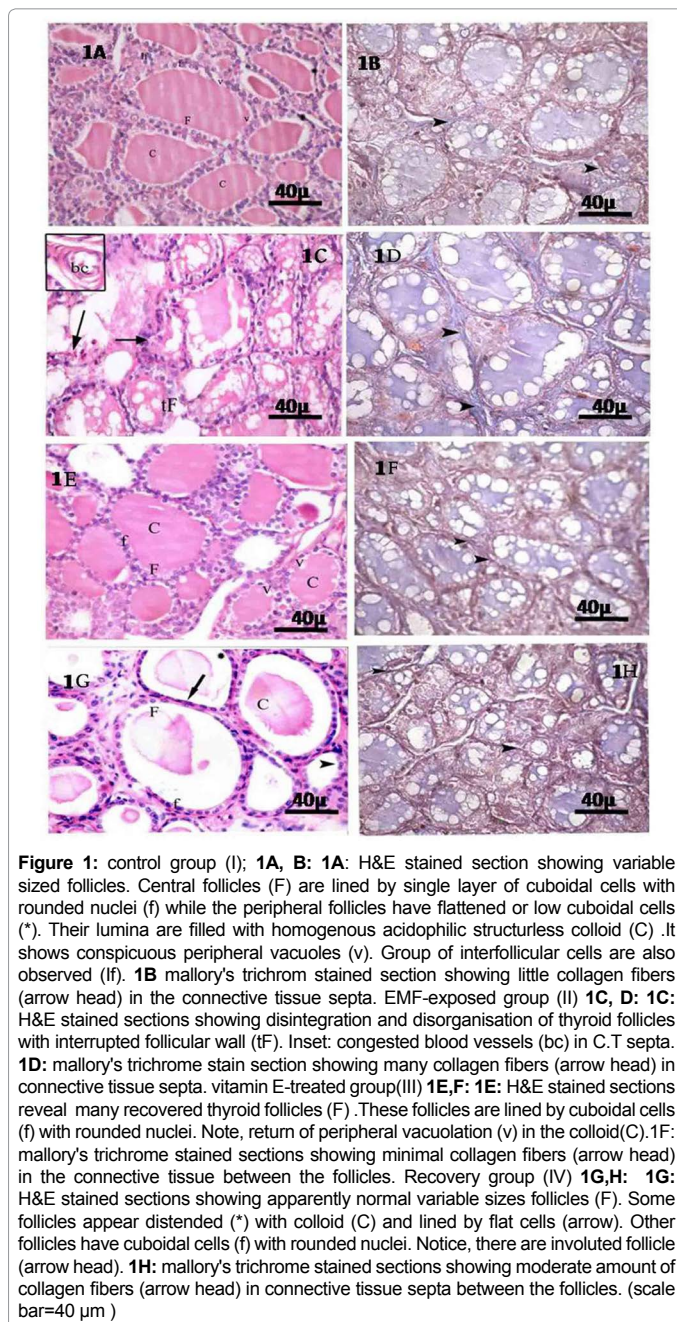 1A
If
f
v
*
F
v
*
C
C
40µ
1B
40µ
bc
1C
tF
40µ
1D
40µ
1E
C
f
F
v
v
C
40µ
1F
40µ
1G
*
F
C
f
40µ
1H
40µ
Figure 1: control group (I); 1A, B: 1A: H&E stained section showing variable
sized follicles. Central follicles (F) are lined by single layer of cuboidal cells with
rounded nuclei (f) while the peripheral follicles have flattened or low cuboidal cells
(*). Their lumina are filled with homogenous acidophilic structurless colloid (C) .It
shows conspicuous peripheral vacuoles (v). Group of interfollicular cells are also
observed (If). 1B mallory's trichrom stained section showing little collagen fibers
(arrow head) in the connective tissue septa. EMF-exposed group (II) 1C, D: 1C:
H&E stained sections showing disintegration and disorganisation of thyroid follicles
with interrupted follicular wall (tF). Inset: congested blood vessels (bc) in C.T septa.
1D: mallory's trichrome stain section showing many collagen fibers (arrow head) in
connective tissue septa. vitamin E-treated group(III) 1E,F: 1E: H&E stained sections
reveal many recovered thyroid follicles (F) .These follicles are lined by cuboidal cells
(f) with rounded nuclei. Note, return of peripheral vacuolation (v) in the colloid(C).1F:
mallory's trichrome stained sections showing minimal collagen fibers (arrow head)
in the connective tissue between the follicles. Recovery group (IV) 1G,H: 1G:
H&E stained sections showing apparently normal variable sizes follicles (F). Some
follicles appear distended (*) with colloid (C) and lined by flat cells (arrow). Other
follicles have cuboidal cells (f) with rounded nuclei. Notice, there are involuted follicle
(arrow head). 1H: mallory's trichrome stained sections showing moderate amount of
collagen fibers (arrow head) in connective tissue septa between the follicles. (scale
bar=40 µm )